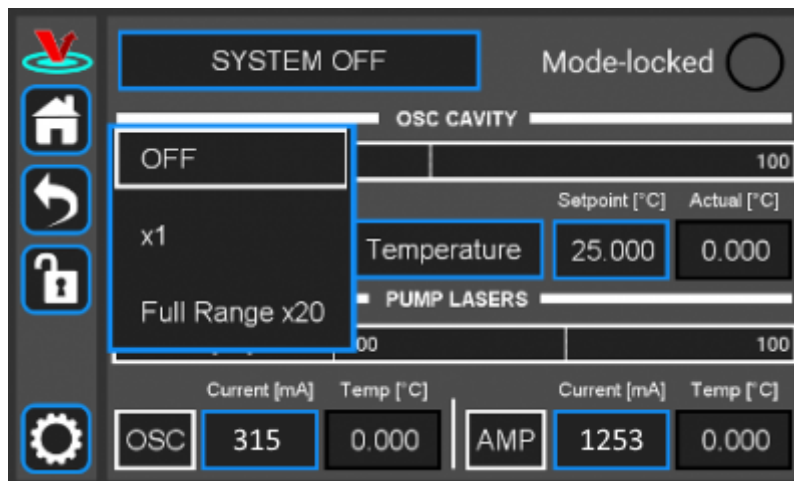 SYSTEM OFF Mode-locked
OSC CAVITY
OFF
100
Setpoint [°C] Actual [°C]
x1
Temperature 25.000 0.000
PUMP LASERS
Full Range x20
00 100
Current [mA] Temp [°C] Current [mA] Temp [°C]
OSC 315 0.000 AMP 1253 0.000